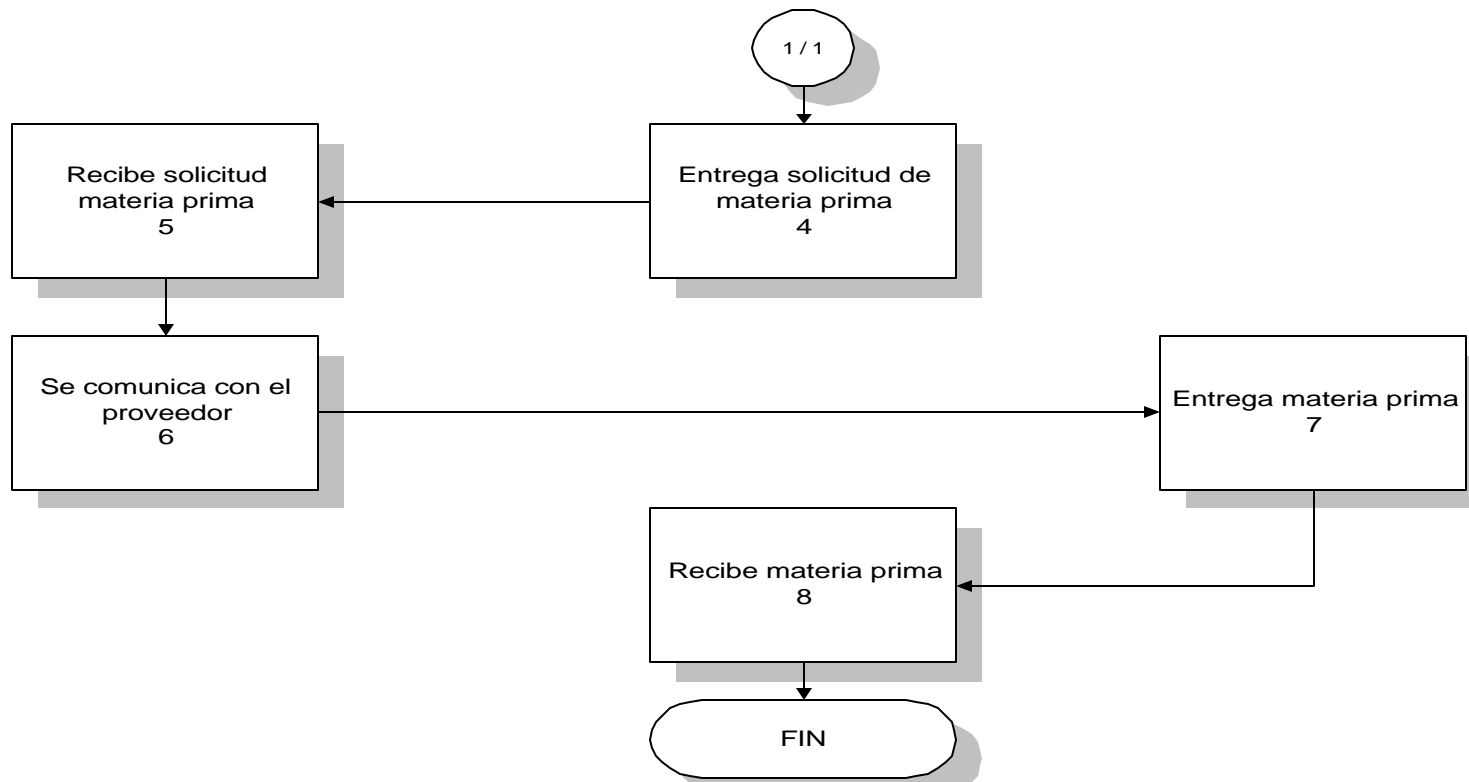 1 / 1
Entrega solicitud de
materia prima
4
Recibe solicitud
materia prima
5
Se comunica con el
proveedor
6
Entrega materia prima
7
Recibe materia prima
8
FIN